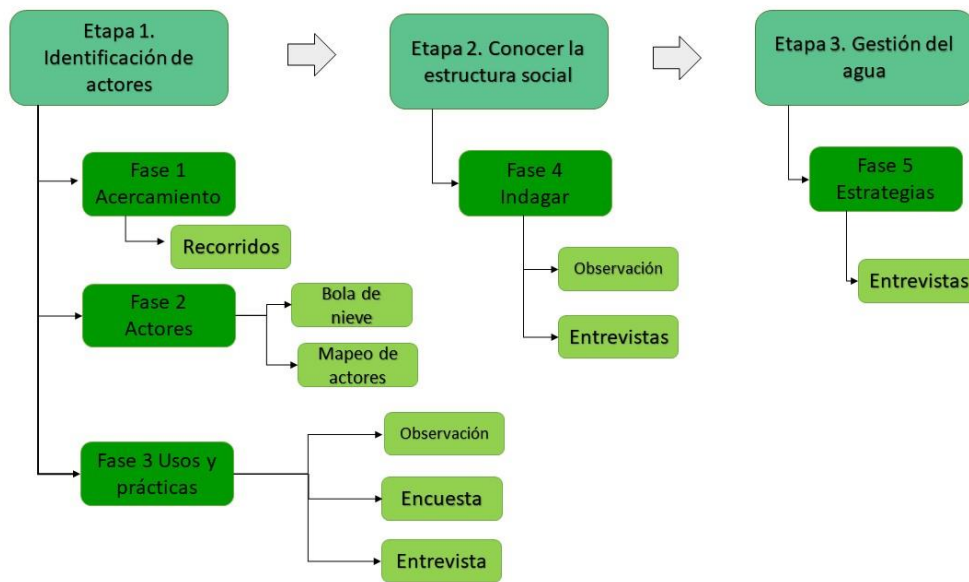 Etapa 1.
Identificación de
actores
Etapa 2. Conocer la
estructura social
Etapa 3. Gestión del
agua
Fase 1
Acercamiento
Recorridos
Fase 2
Actores
Bola de
nieve
Mapeo de
actores
Fase 3 Usos y
prácticas
Observación
Encuesta
Entrevista
Fase 4
Indagar
Observación
Entrevistas
Fase 5
Estrategias
Entrevistas